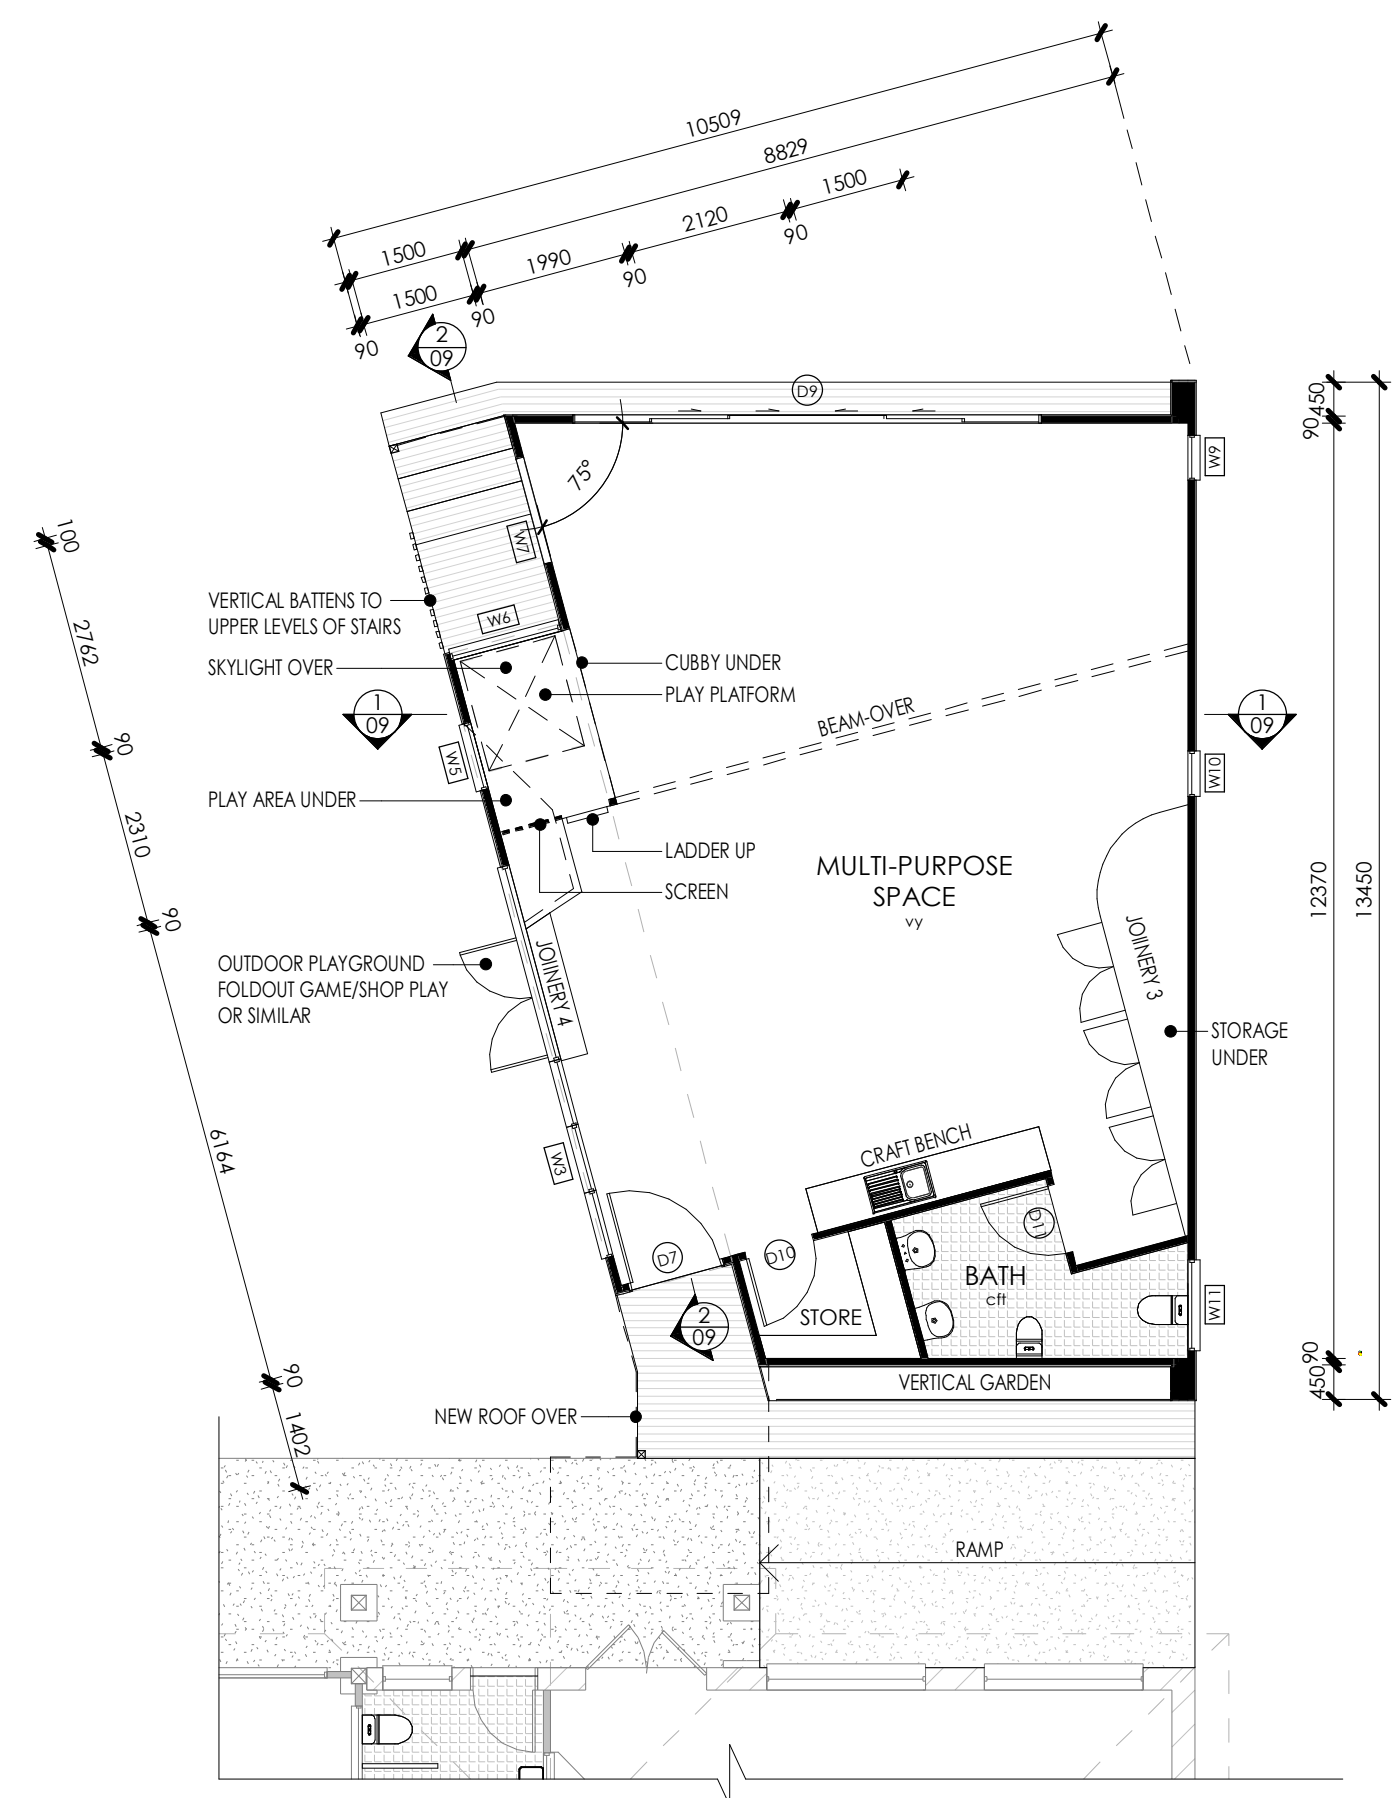 10509
8829
1500
2120
90
1500
1990
90
1500
90
90
2
09
D9
450
90
W9
75°
W7
100
2762
VERTICAL BATTENS TO
UPPER LEVELS OF STAIRS
W6
SKYLIGHT OVER
CUBBY UNDER
PLAY PLATFORM
1
09
BEAM-OVER
1
09
90
W5
W10
PLAY AREA UNDER
2310
LADDER UP
SCREEN
MULTI-PURPOSE
SPACE
vy
12370
13450
90
JOIINERY 4
JOIINERY 3
OUTDOOR PLAYGROUND
FOLDOUT GAME/SHOP PLAY
OR SIMILAR
STORAGE
UNDER
6164
CRAFT BENCH
W3
D11
D7
D10
BATH
cft
W11
STORE
2
09
90
450
90
VERTICAL GARDEN
1402
NEW ROOF OVER
RAMP